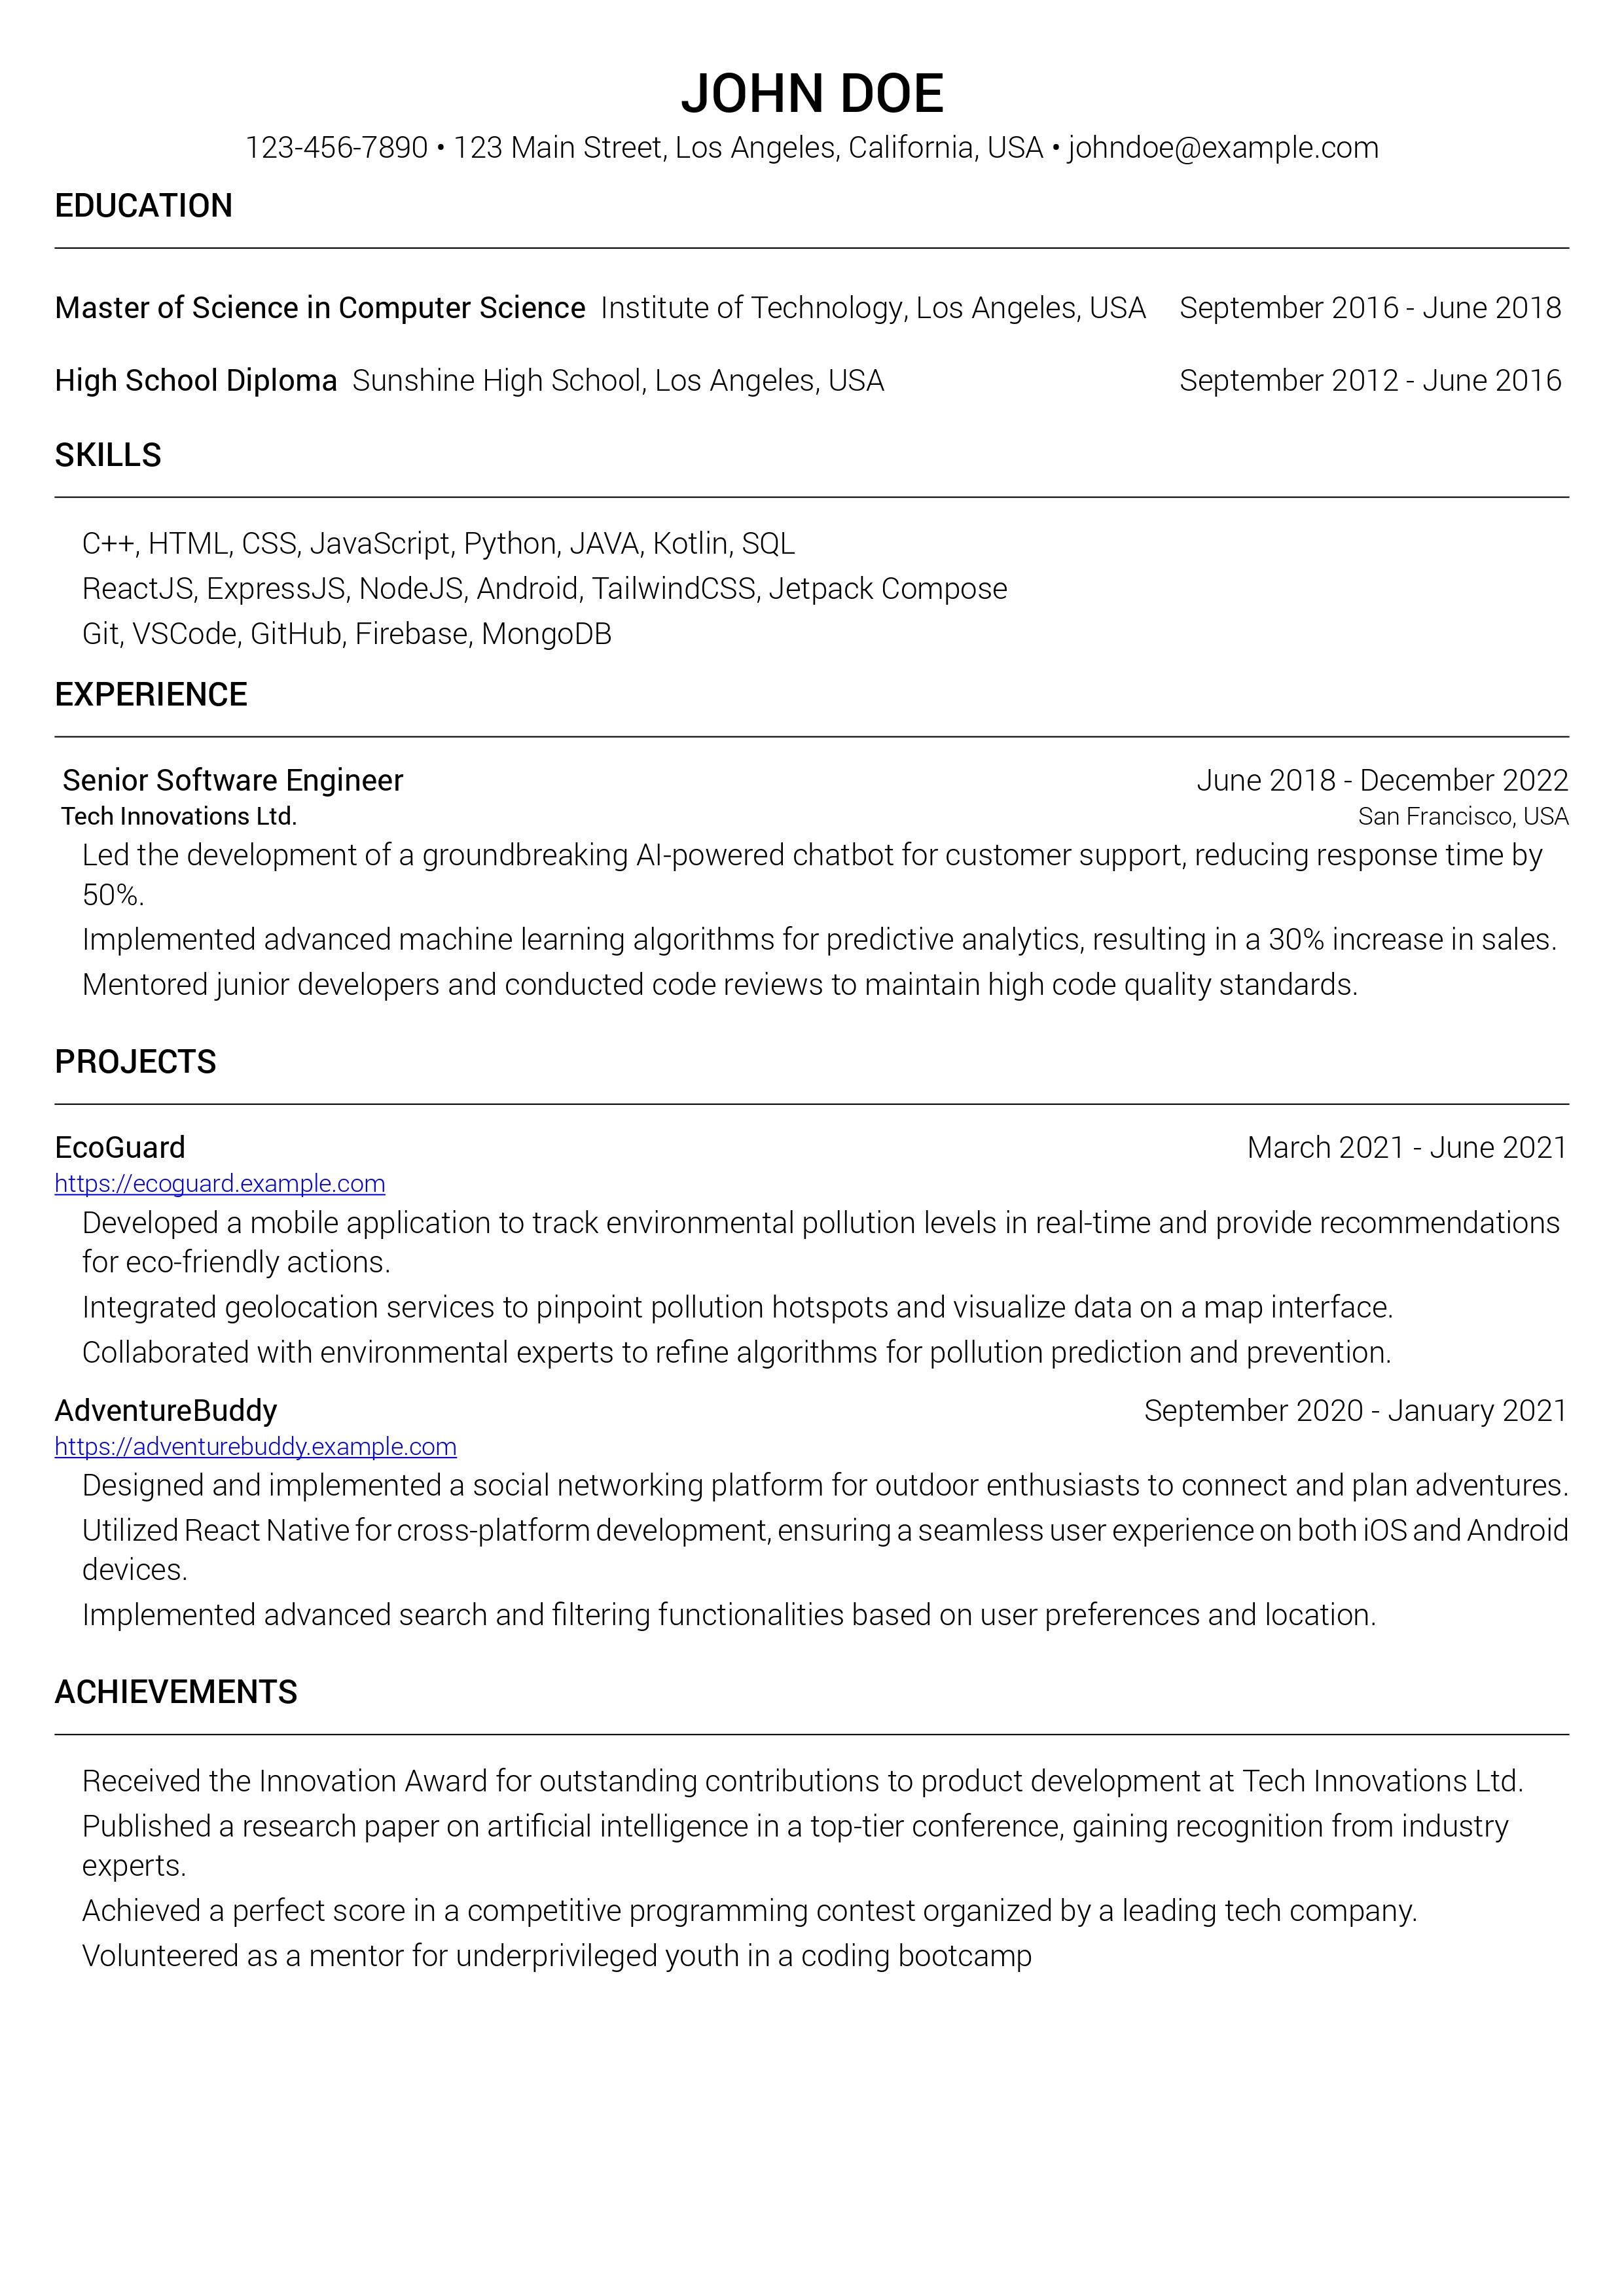 JOHN DOE
123-456-7890 • 123 Main Street, Los Angeles, California, USA • johndoe@example.com
EDUCATION
Master of Science in Computer Science Institute of Technology, Los Angeles, USA September 2016 - June 2018
High School Diploma Sunshine High School, Los Angeles, USA September 2012 - June 2016
SKILLS
C++, HTML, CSS, JavaScript, Python, JAVA, Kotlin, SQL
ReactJS, ExpressJS, NodeJS, Android, TailwindCSS, Jetpack Compose
Git, VSCode, GitHub, Firebase, MongoDB
EXPERIENCE
Senior Software Engineer June 2018 - December 2022
Tech Innovations Ltd. San Francisco, USA
Led the development of a groundbreaking AI-powered chatbot for customer support, reducing response time by
50%.
Implemented advanced machine learning algorithms for predictive analytics, resulting in a 30% increase in sales.
Mentored junior developers and conducted code reviews to maintain high code quality standards.
PROJECTS
EcoGuard March 2021 - June 2021
https://ecoguard.example.com
Developed a mobile application to track environmental pollution levels in real-time and provide recommendations
for eco-friendly actions.
Integrated geolocation services to pinpoint pollution hotspots and visualize data on a map interface.
Collaborated with environmental experts to refine algorithms for pollution prediction and prevention.
AdventureBuddy September 2020 - January 2021
https://adventurebuddy.example.com
Designed and implemented a social networking platform for outdoor enthusiasts to connect and plan adventures.
Utilized React Native for cross-platform development, ensuring a seamless user experience on both iOS and Android
devices.
Implemented advanced search and filtering functionalities based on user preferences and location.
ACHIEVEMENTS
Received the Innovation Award for outstanding contributions to product development at Tech Innovations Ltd.
Published a research paper on artificial intelligence in a top-tier conference, gaining recognition from industry
experts.
Achieved a perfect score in a competitive programming contest organized by a leading tech company.
Volunteered as a mentor for underprivileged youth in a coding bootcamp